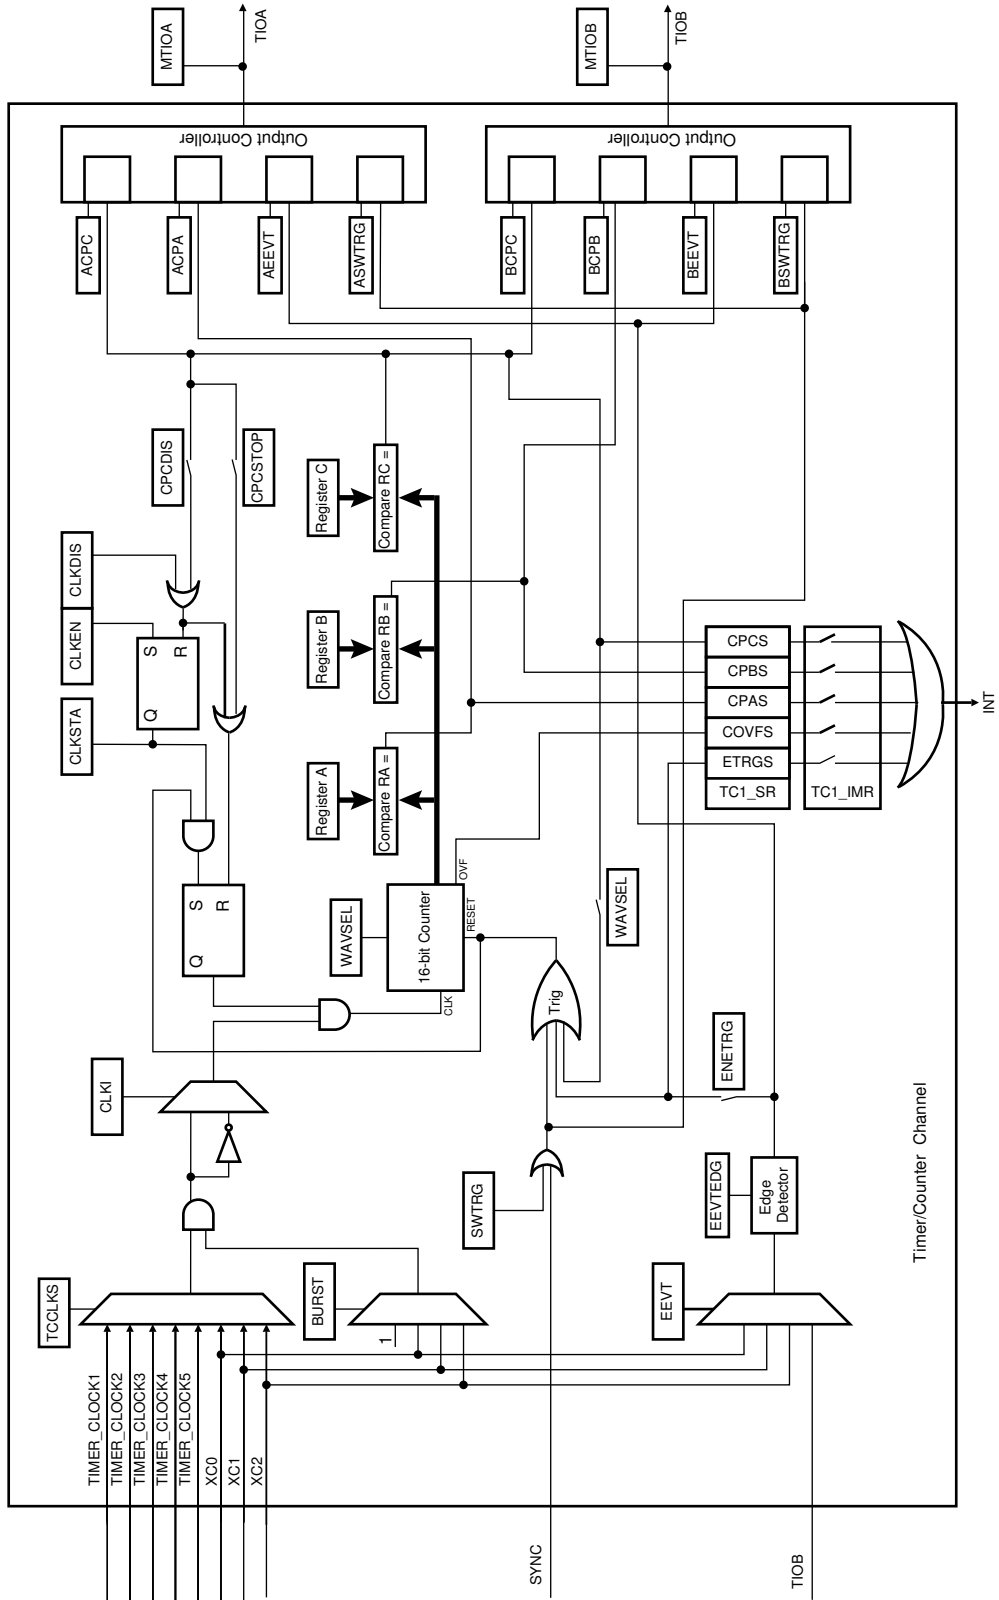 TCCLKS
TIMER_CLOCK1
TIMER_CLOCK2
TIMER_CLOCK3
TIMER_CLOCK4
TIMER_CLOCK5
XC0
XC1
XC2
CLKI
CLKSTA
CLKEN
CLKDIS
Q
S
R
Q
S
R
CPCDIS
CPCSTOP
ACPC
ACPA
AEEVT
ASWTRG
Output Controller
MTIOA
TIOA
BURST
1
WAVSEL
16-bit Counter
CLK
RESET
OVF
Register A
Register B
Register C
Compare RA =
Compare RB =
Compare RC =
SYNC
SWTRG
Trig
WAVSEL
BCPC
BCPB
BEEVT
BSWTRG
Output Controller
MTIOB
TIOB
TIOB
EEVT
EEVTEDG
Edge
Detector
ENETRG
CPCS
CPBS
CPAS
COVFS
ETRGS
TC1_SR
TC1_IMR
INT
Timer/Counter Channel